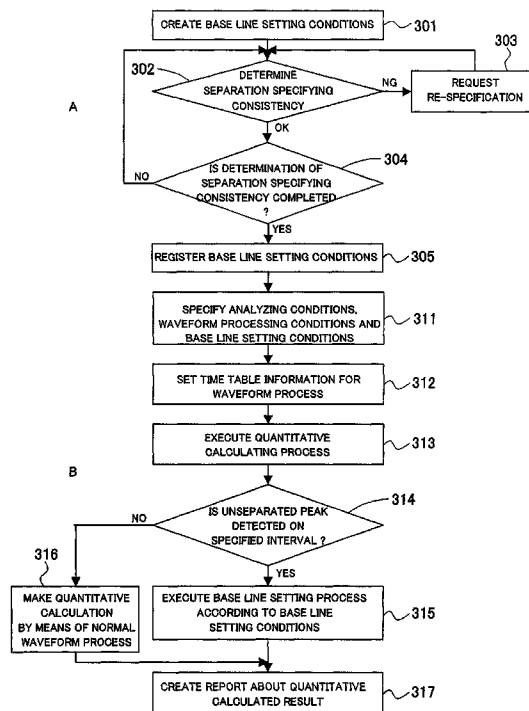 CREATE BASE LINE SETTING CONDITIONS
301
303
302
DETERMINE
SEPARATION SPECIFYING
CONSISTENCY
NG
REQUEST
RE-SPECIFICATION
A
OK
304
NO
IS DETERMINATION OF
SEPARATION SPECIFYING
CONSISTENCY COMPLETED
?
YES
REGISTER BASE LINE SETTING CONDITIONS
305
SPECIFY ANALYZING CONDITIONS,
WAVEFORM PROCESSING CONDITIONS AND
BASE LINE SETTING CONDITIONS
311
SET TIME TABLE INFORMATION FOR
WAVEFORM PROCESS
312
EXECUTE QUANTITATIVE
CALCULATING PROCESS
313
B
314
NO
IS UNSEPARATED PEAK
DETECTED ON
SPECIFIED INTERVAL ?
316
YES
MAKE QUANTITATIVE
CALCULATION
BY MEANS OF NORMAL
WAVEFORM PROCESS
EXECUTE BASE LINE SETTING PROCESS
ACCORDING TO BASE LINE
SETTING CONDITIONS
315
CREATE REPORT ABOUT QUANTITATIVE
CALCULATED RESULT
317